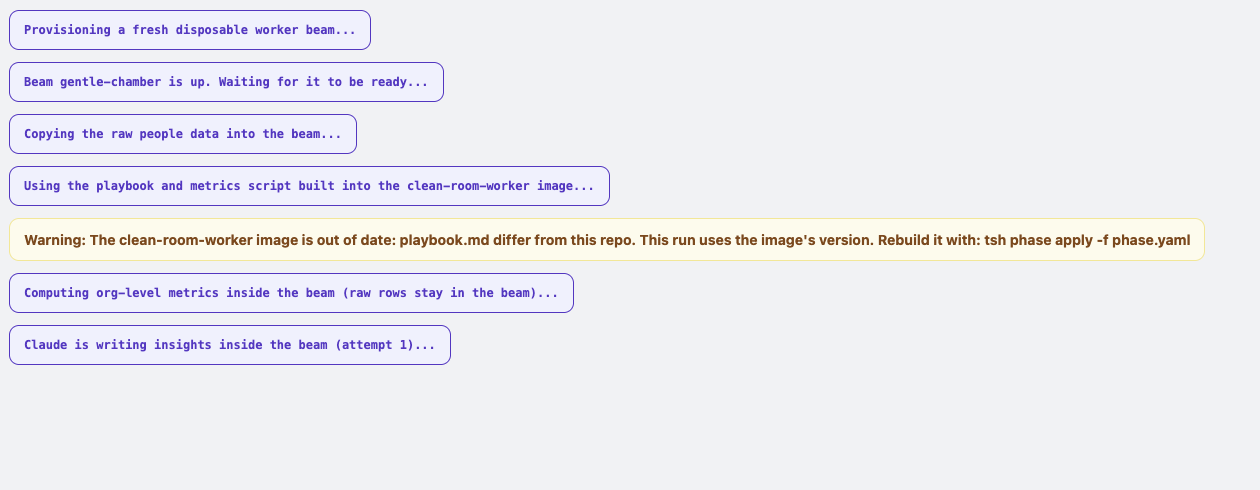 Provisioning a fresh disposable worker beam...
Beam gentle-chamber is up. Waiting for it to be ready...
Copying the raw people data into the beam...
Using the playbook and metrics script built into the clean-room-worker image...
Warning: The clean-room-worker image is out of date: playbook.md differ from this repo. This run uses the image's version. Rebuild it with: tsh phase apply -f phase.yaml
Computing org-level metrics inside the beam (raw rows stay in the beam)...
Claude is writing insights inside the beam (attempt 1)...